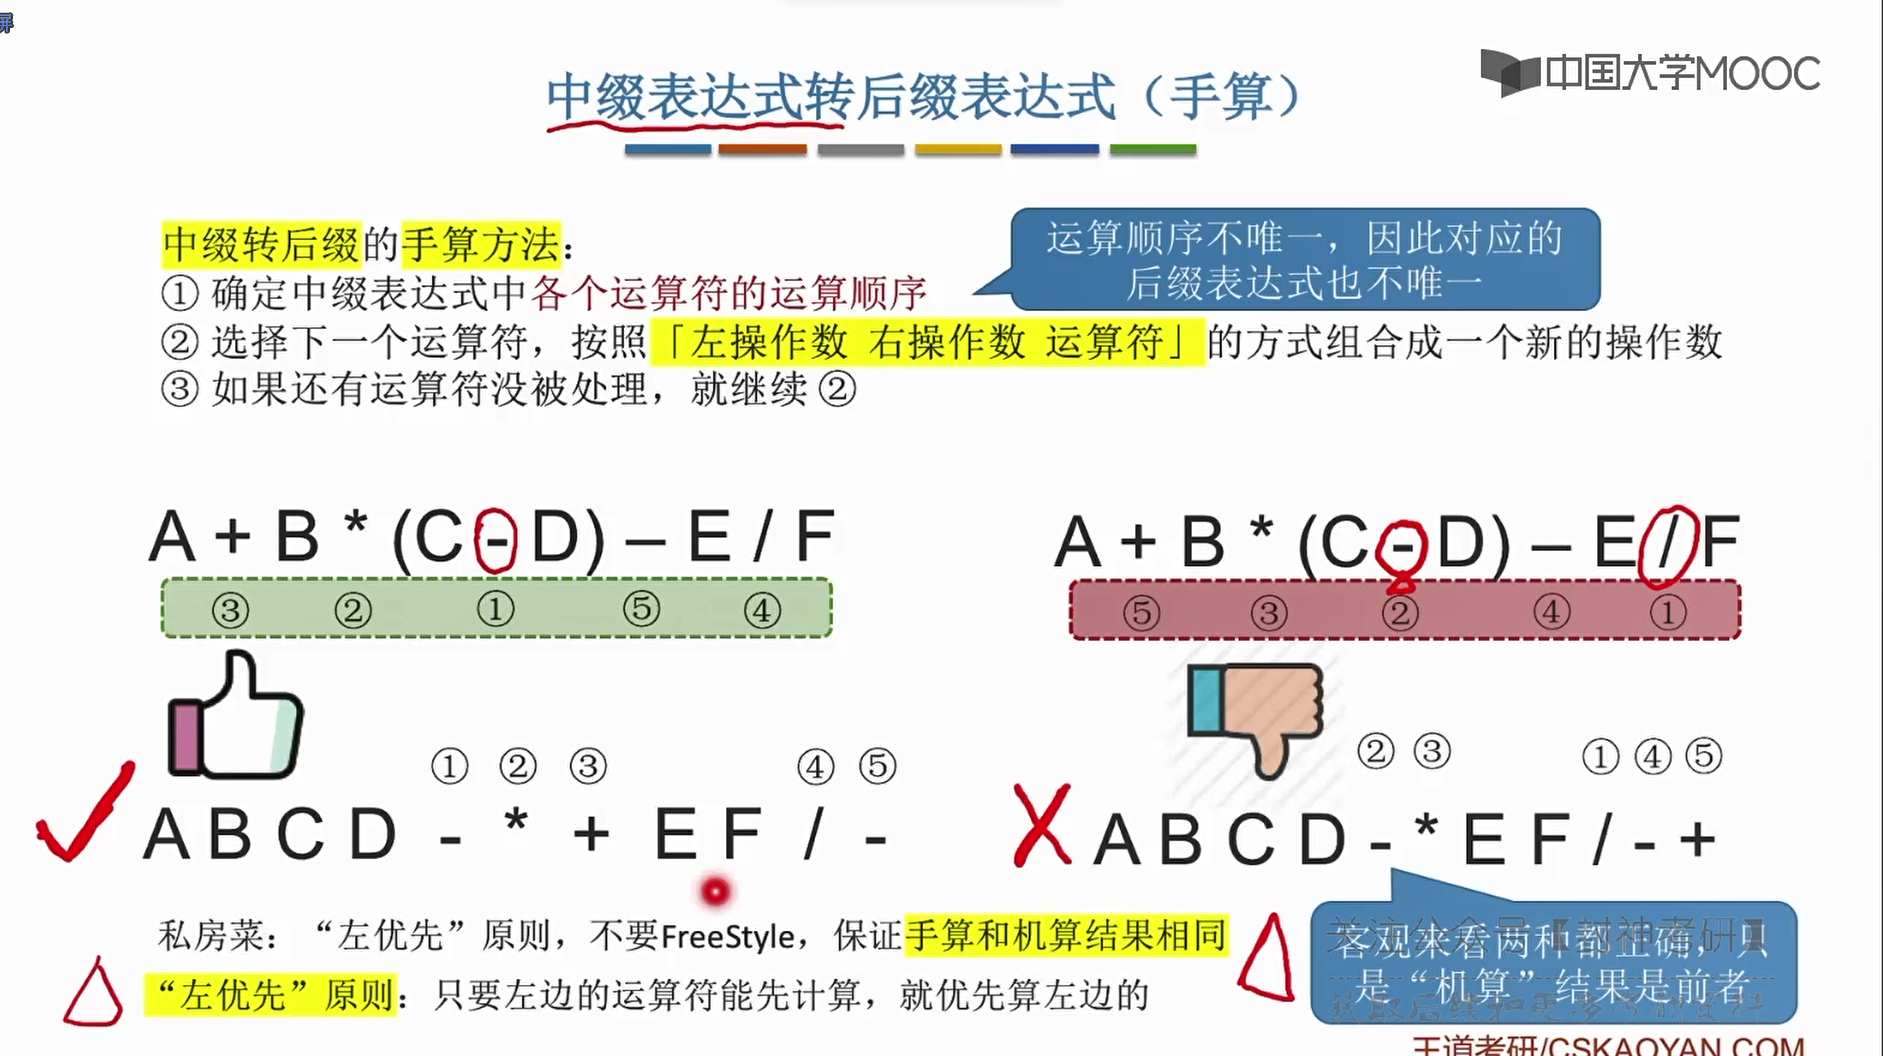 屏
中国大学MOOC
中缀表达式转后缀表达式（手算）
中缀转后缀的手算方法：
① 确定中缀表达式中各个运算符的运算顺序
运算顺序不唯一，因此对应的
后缀表达式也不唯一
② 选择下一个运算符，按照「左操作数 右操作数 运算符」的方式组合成一个新的操作数
③ 如果还有运算符没被处理，就继续 ②
A + B * (C - D) – E / F
③ ② ① ⑤ ④
A + B * (C - D) – E / F
⑤ ③ ② ④ ①
① ② ③ ④ ⑤
A B C D - * + E F / -
② ③ ① ④ ⑤
A B C D - * E F / - +
私房菜：“左优先”原则，不要FreeStyle，保证手算和机算结果相同
“左优先”原则：只要左边的运算符能先计算，就优先算左边的
客观来看两种都正确，只
是“机算”结果是前者
王道考研/CSKAOYAN.COM